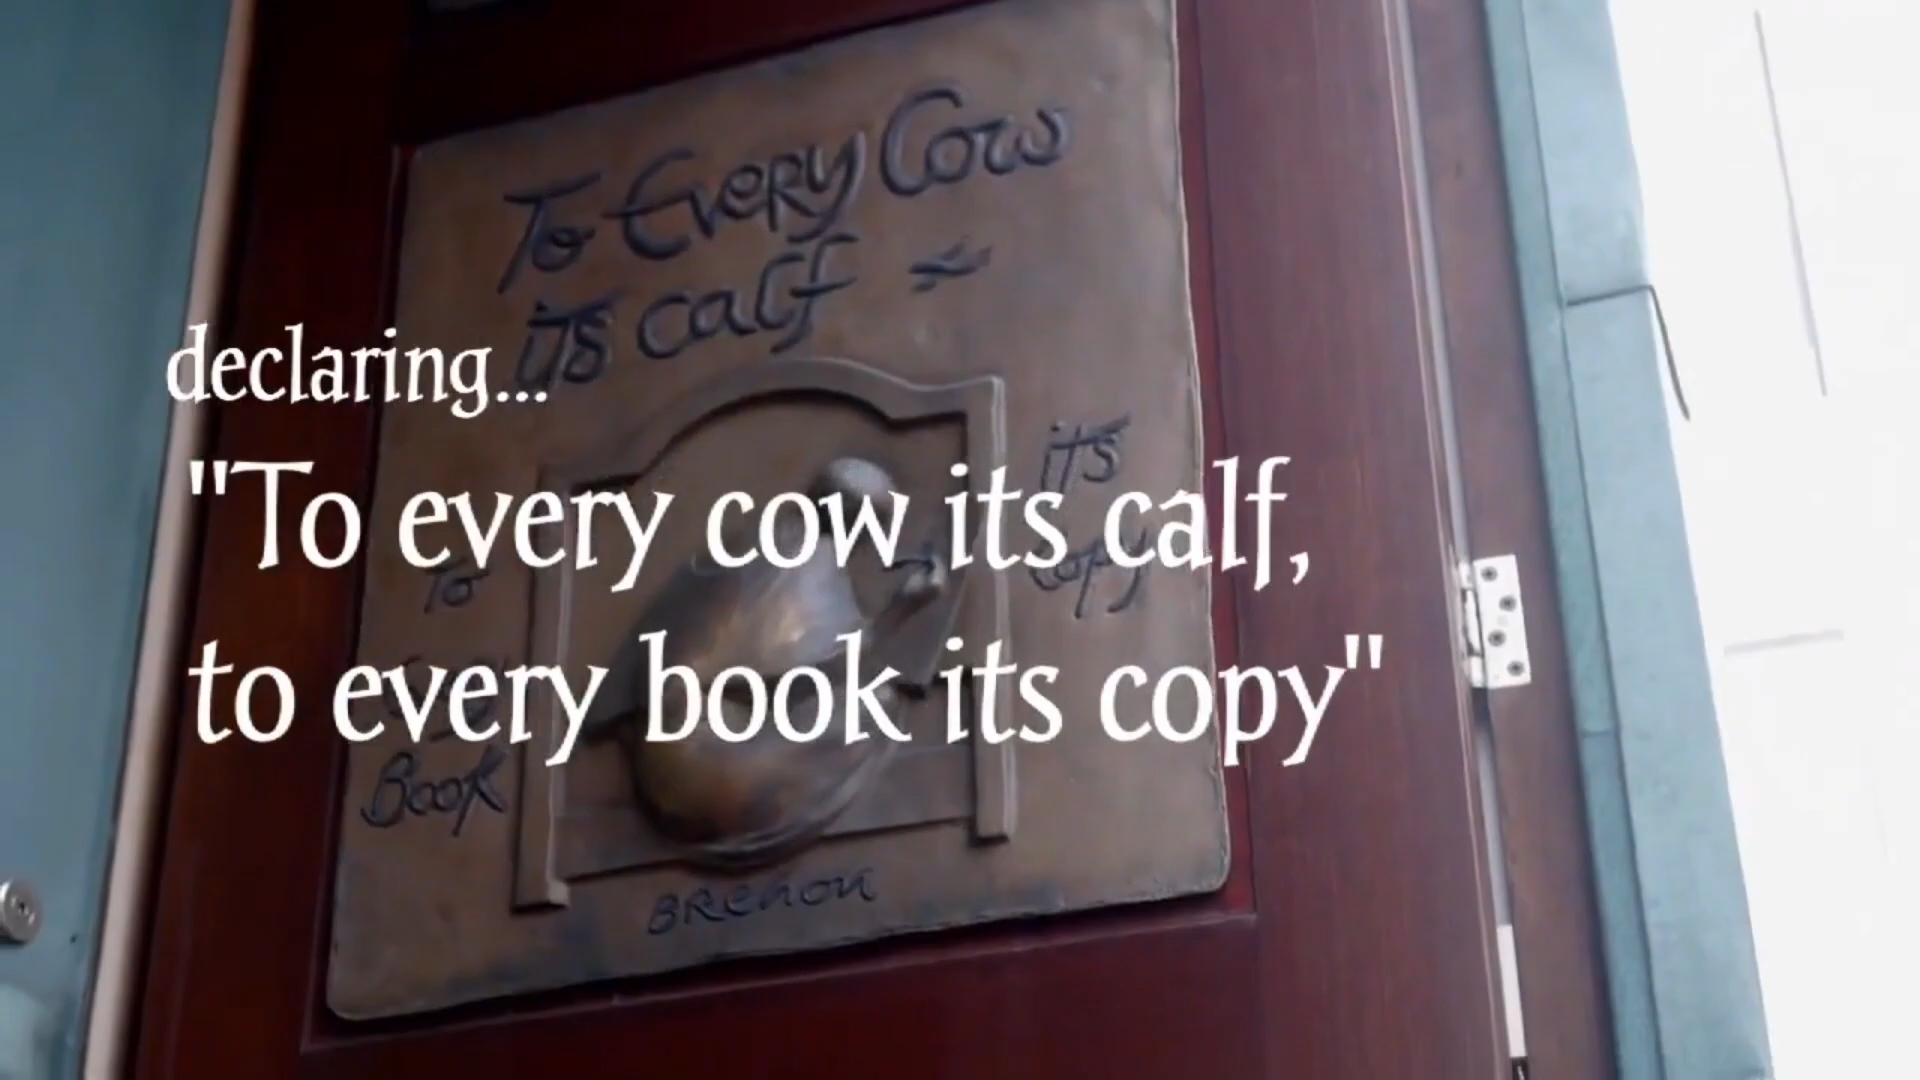 To Every Cow
its calf ~
declaring...
"To every cow its calf,
to every book its copy"
To
Every
Book
its
copy
BREHON